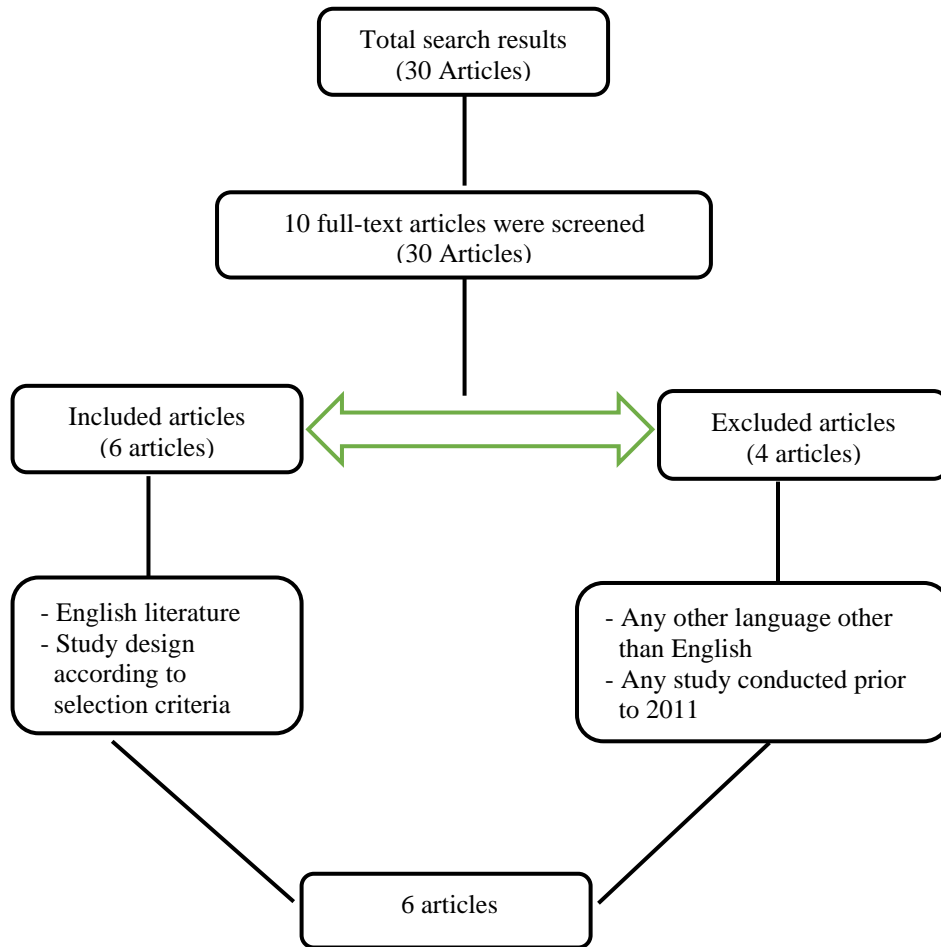 Total search results
(30 Articles)
10 full-text articles were screened
(30 Articles)
Included articles
(6 articles)
Excluded articles
(4 articles)
- English literature
- Study design
according to
selection criteria
- Any other language other
than English
- Any study conducted prior
to 2011
6 articles